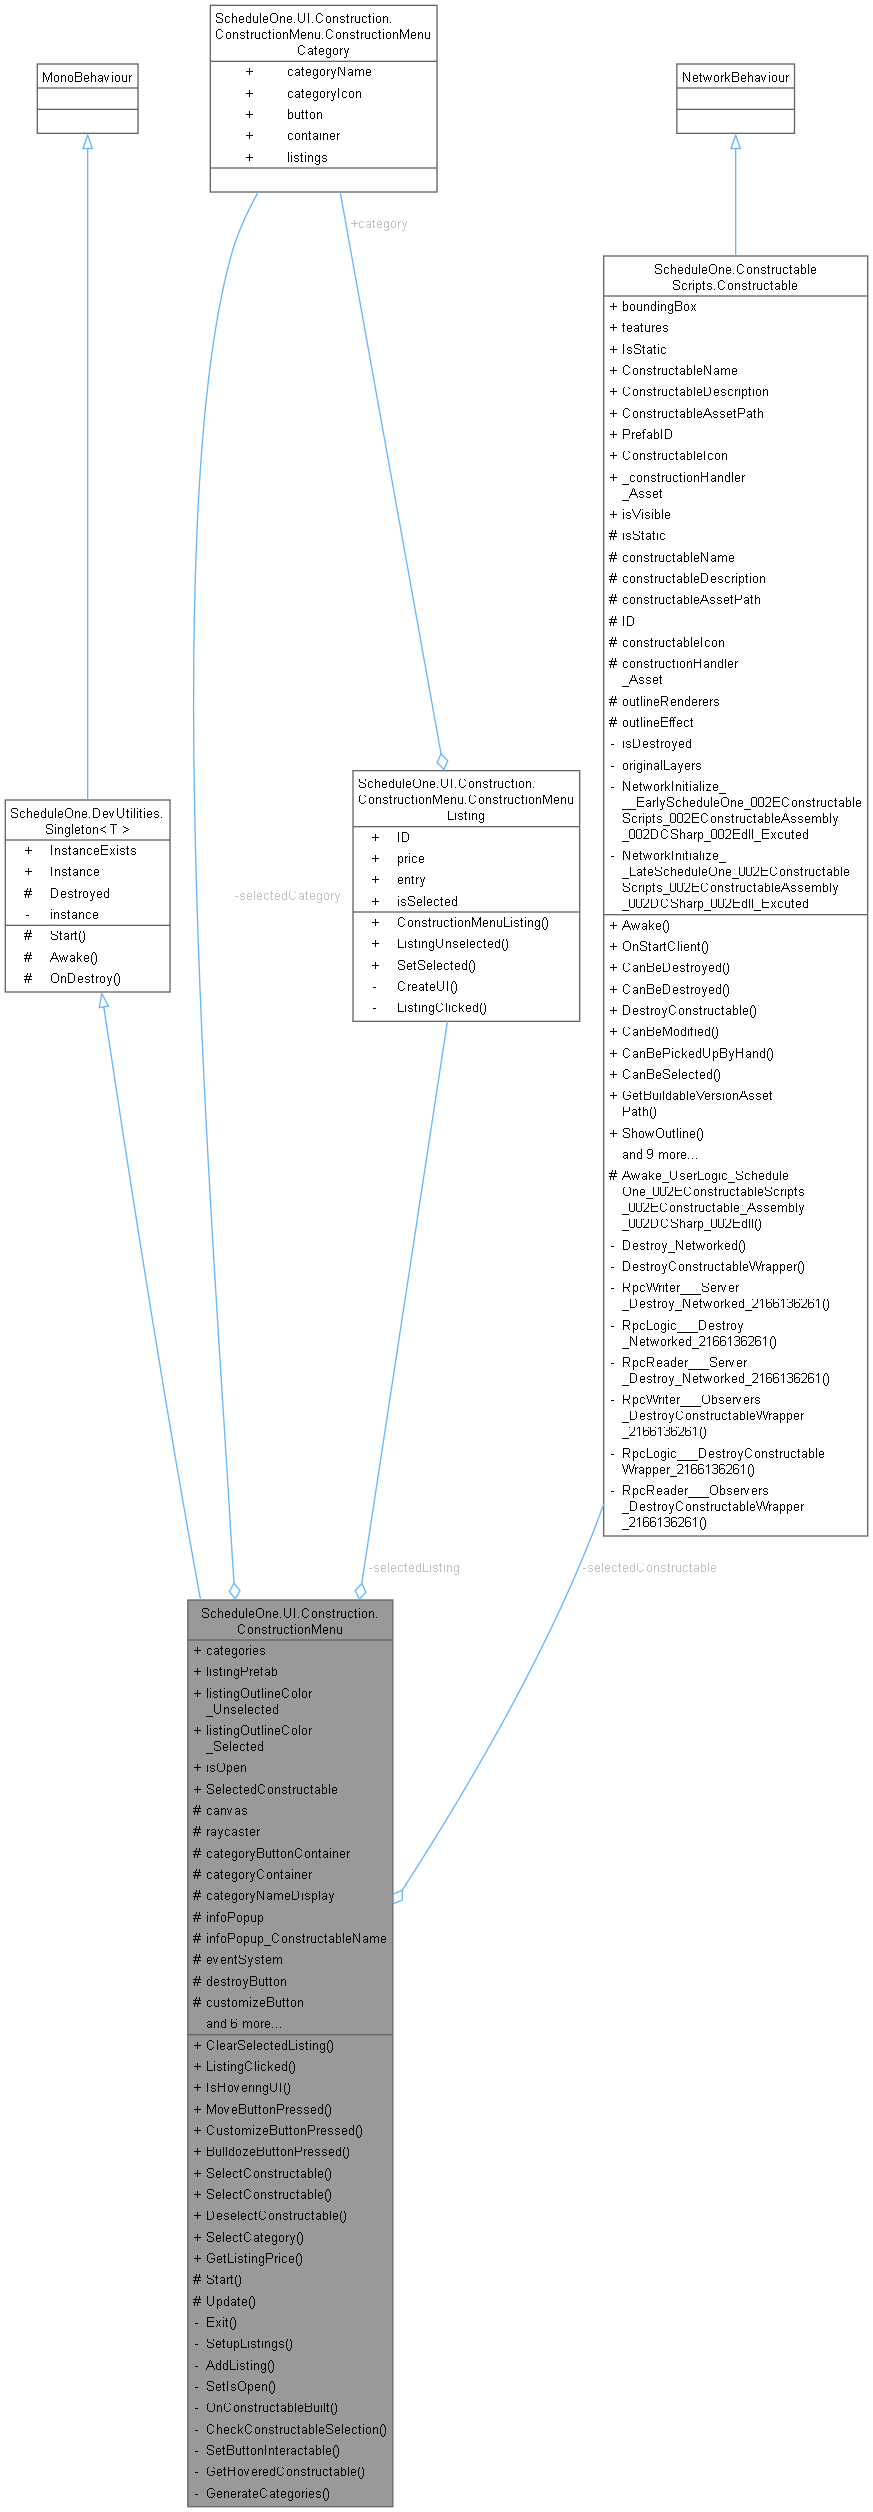 ScheduleOne.UI.Construction.
ConstructionMenu.ConstructionMenu
Category
+ categoryName
+ categoryIcon
+ button
+ container
+ listings
MonoBehaviour
NetworkBehaviour
+category
ScheduleOne.Constructable
Scripts.Constructable
+ boundingBox
+ features
+ IsStatic
+ ConstructableName
+ ConstructableDescription
+ ConstructableAssetPath
+ PrefabID
+ ConstructableIcon
+ _constructionHandler
_Asset
+ isVisible
# isStatic
# constructableName
# constructableDescription
# constructableAssetPath
# ID
# constructableIcon
# constructionHandler
_Asset
# outlineRenderers
# outlineEffect
- isDestroyed
- originalLayers
- NetworkInitialize_
__EarlyScheduleOne_002EConstructable
Scripts_002EConstructableAssembly
_002DCSharp_002Edll_Excuted
- NetworkInitialize_
_LateScheduleOne_002EConstructable
Scripts_002EConstructableAssembly
_002DCSharp_002Edll_Excuted
+ Awake()
+ OnStartClient()
+ CanBeDestroyed()
+ CanBeDestroyed()
+ DestroyConstructable()
+ CanBeModified()
+ CanBePickedUpByHand()
+ CanBeSelected()
+ GetBuildableVersionAsset
Path()
+ ShowOutline()
and 9 more...
# Awake_UserLogic_Schedule
One_002EConstructableScripts
_002EConstructable_Assembly
_002DCSharp_002Edll()
- Destroy_Networked()
- DestroyConstructableWrapper()
- RpcWriter___Server
_Destroy_Networked_2166136261()
- RpcLogic___Destroy
_Networked_2166136261()
- RpcReader___Server
_Destroy_Networked_2166136261()
- RpcWriter___Observers
_DestroyConstructableWrapper
_2166136261()
- RpcLogic___DestroyConstructable
Wrapper_2166136261()
- RpcReader___Observers
_DestroyConstructableWrapper
_2166136261()
ScheduleOne.DevUtilities.
Singleton< T >
+ InstanceExists
+ Instance
# Destroyed
- instance
# Start()
# Awake()
# OnDestroy()
-selectedCategory
ScheduleOne.UI.Construction.
ConstructionMenu.ConstructionMenu
Listing
+ ID
+ price
+ entry
+ isSelected
+ ConstructionMenuListing()
+ ListingUnselected()
+ SetSelected()
- CreateUI()
- ListingClicked()
-selectedListing
-selectedConstructable
ScheduleOne.UI.Construction.
ConstructionMenu
+ categories
+ listingPrefab
+ listingOutlineColor
_Unselected
+ listingOutlineColor
_Selected
+ isOpen
+ SelectedConstructable
# canvas
# raycaster
# categoryButtonContainer
# categoryContainer
# categoryNameDisplay
# infoPopup
# infoPopup_ConstructableName
# eventSystem
# destroyButton
# customizeButton
and 6 more...
+ ClearSelectedListing()
+ ListingClicked()
+ IsHoveringUI()
+ MoveButtonPressed()
+ CustomizeButtonPressed()
+ BulldozeButtonPressed()
+ SelectConstructable()
+ SelectConstructable()
+ DeselectConstructable()
+ SelectCategory()
+ GetListingPrice()
# Start()
# Update()
- Exit()
- SetupListings()
- AddListing()
- SetIsOpen()
- OnConstructableBuilt()
- CheckConstructableSelection()
- SetButtonInteractable()
- GetHoveredConstructable()
- GenerateCategories()